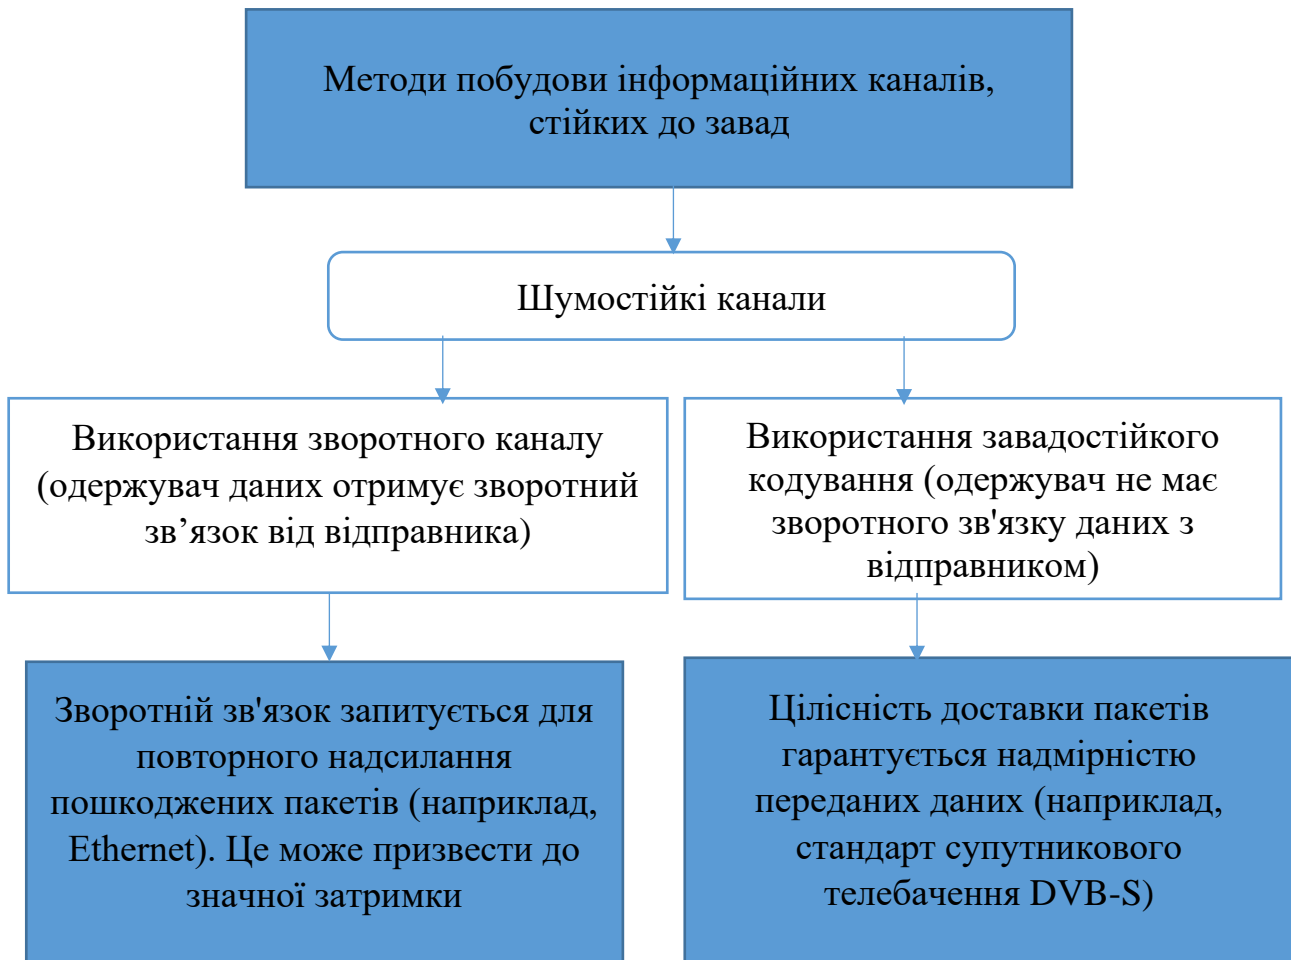 Методи побудови інформаційних каналів,
стійких до завад
Шумостійкі канали
Використання зворотного каналу
(одержувач даних отримує зворотний
зв’язок від відправника)
Використання завадостійкого
кодування (одержувач не має
зворотного зв'язку даних з
відправником)
Зворотній зв'язок запитується для
повторного надсилання
пошкоджених пакетів (наприклад,
Ethernet). Це може призвести до
значної затримки
Цілісність доставки пакетів
гарантується надмірністю
переданих даних (наприклад,
стандарт супутникового
телебачення DVB-S)